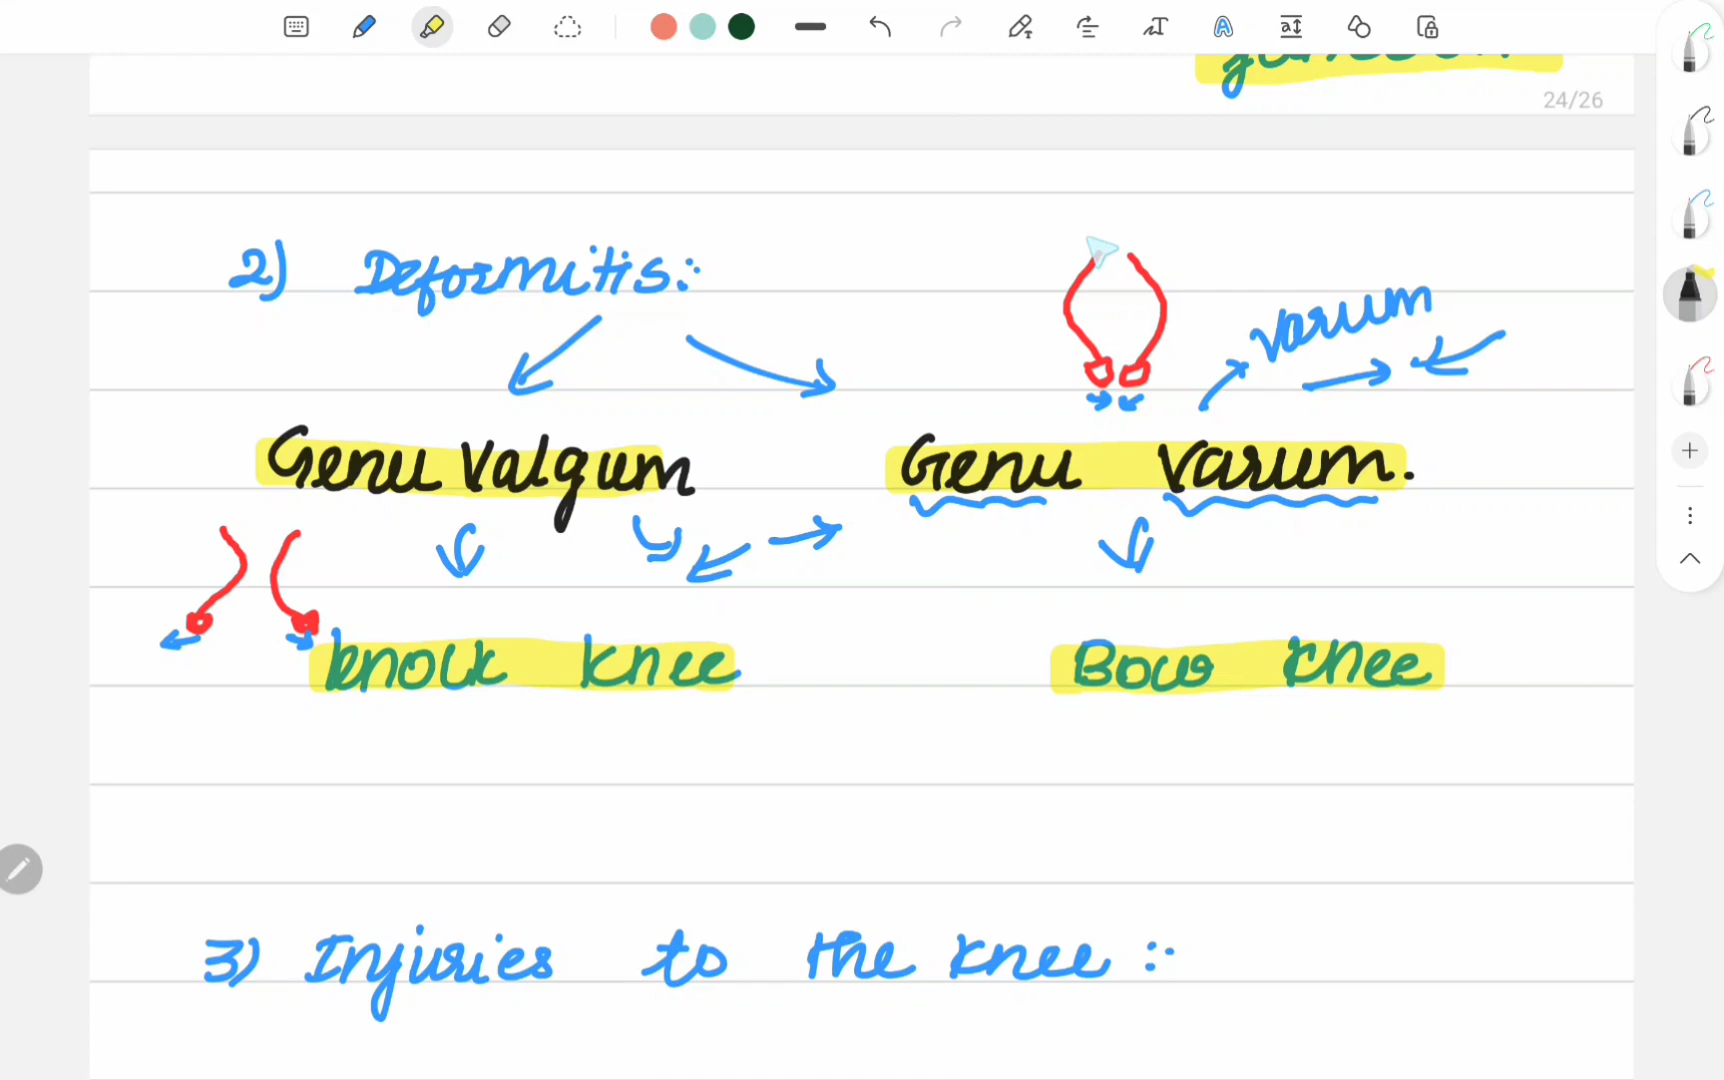 24/26
2) Deformitis:
varum
Genu Valgum Genu Varum.
knock knee Bow knee
3) Injuries to the knee :-